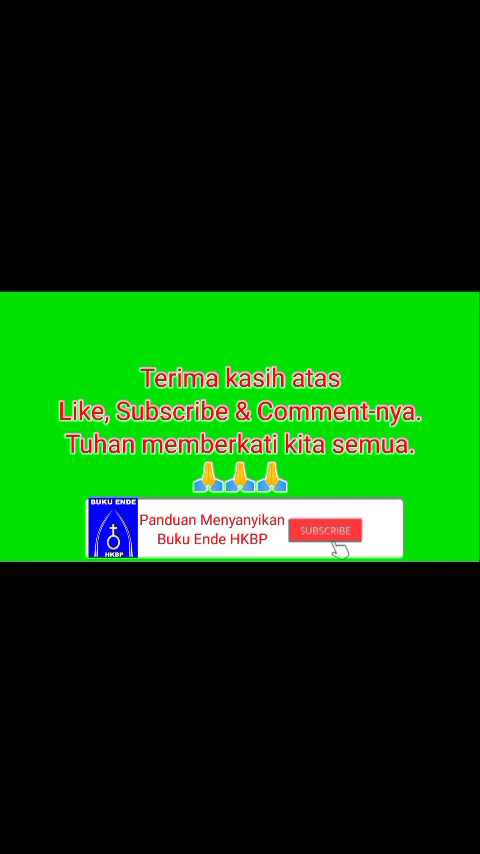 Terima kasih atas
Like, Subscribe & Comment-nya.
Tuhan memberkati kita semua.
🙏🙏🙏
BUKU ENDE
HKBP
Panduan Menyanyikan
Buku Ende HKBP
SUBSCRIBE